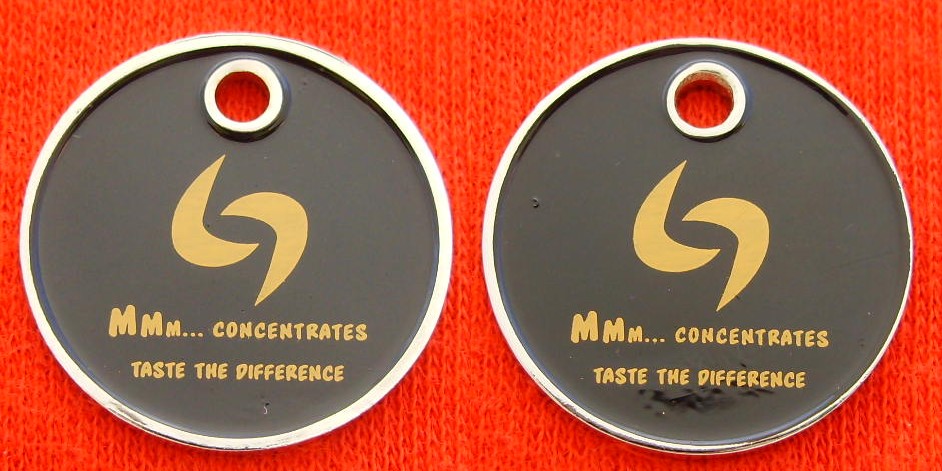 MMM... CONCENTRATES
TASTE THE DIFFERENCE
MMM... CONCENTRATES
TASTE THE DIFFERENCE